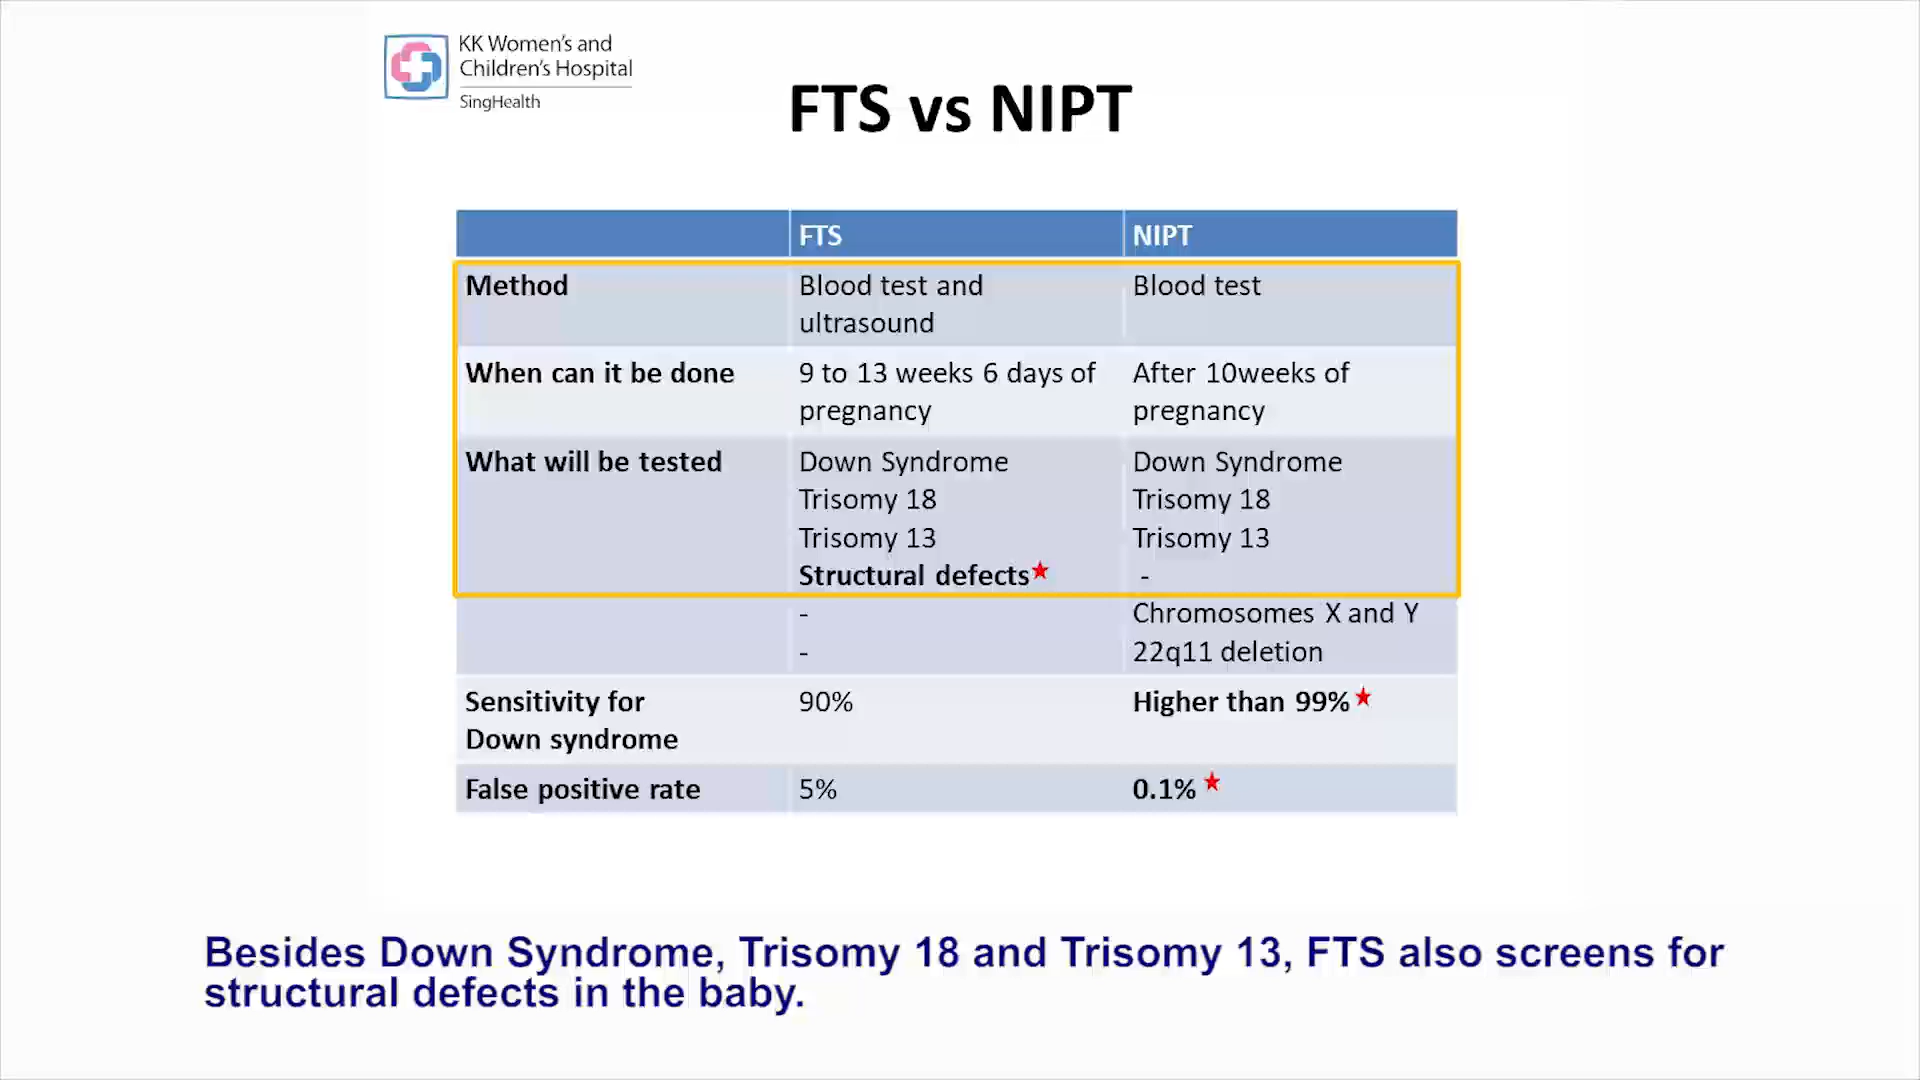 KK Women's and
Children's Hospital
SingHealth
FTS vs NIPT
FTS NIPT
Method Blood test and Blood test
ultrasound
When can it be done 9 to 13 weeks 6 days of After 10weeks of
pregnancy pregnancy
What will be tested Down Syndrome Down Syndrome
Trisomy 18 Trisomy 18
Trisomy 13 Trisomy 13
Structural defects★ -
- Chromosomes X and Y
- 22q11 deletion
Sensitivity for 90% Higher than 99%★
Down syndrome
False positive rate 5% 0.1% ★
Besides Down Syndrome, Trisomy 18 and Trisomy 13, FTS also screens for
structural defects in the baby.